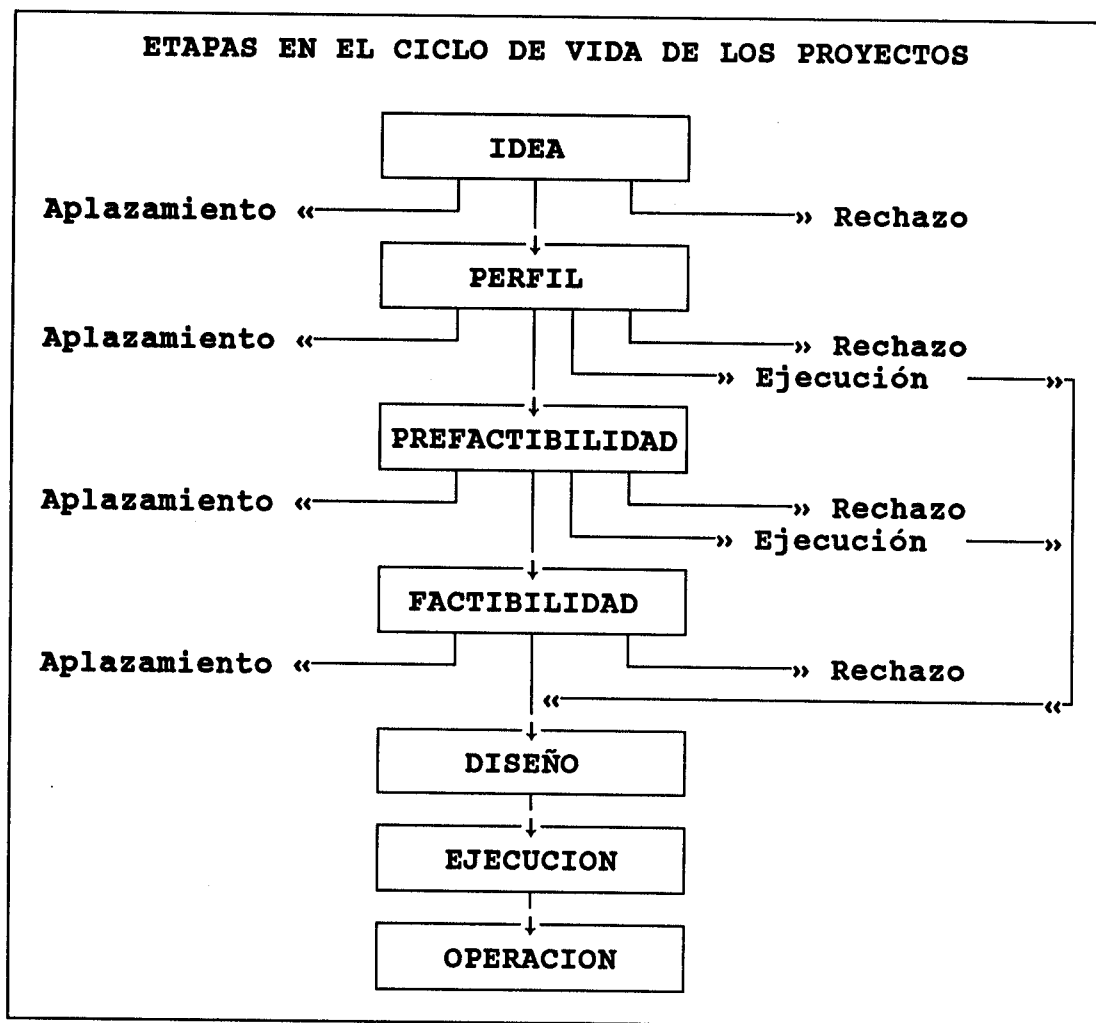 ETAPAS EN EL CICLO DE VIDA DE LOS PROYECTOS
IDEA
Aplazamiento «
» Rechazo
PERFIL
Aplazamiento «
» Rechazo
» Ejecución »
PREFACTIBILIDAD
Aplazamiento «
» Rechazo
» Ejecución »
FACTIBILIDAD
Aplazamiento «
» Rechazo
« «
DISEÑO
EJECUCION
OPERACION